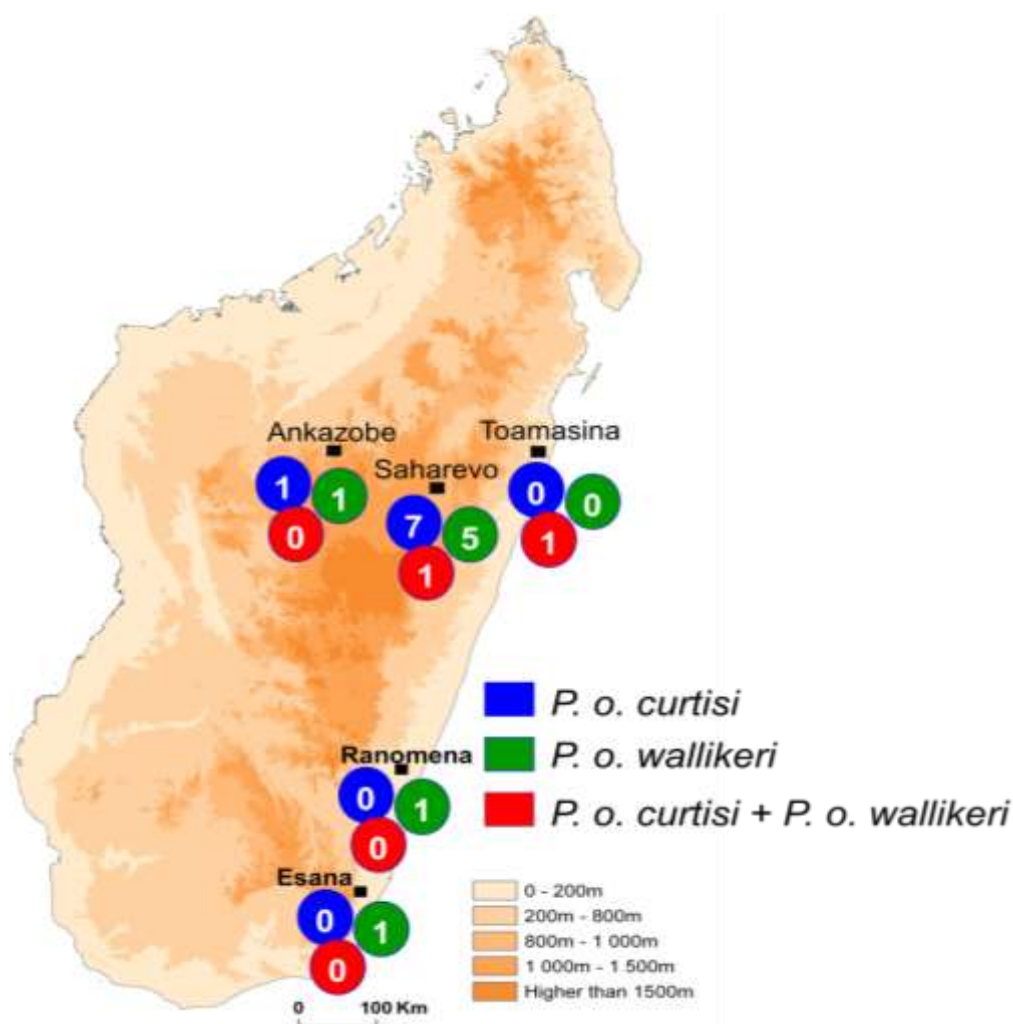 Ankazobe
Toamasina
Saharevo
1
1
0
7
5
1
0
0
1
P. o. curtisi
P. o. wallikeri
P. o. curtisi + P. o. wallikeri
Ranomena
0
1
0
Esana
0
1
0
0 - 200m
200m - 800m
800m - 1 000m
1 000m - 1 500m
Higher than 1500m
0 100 Km